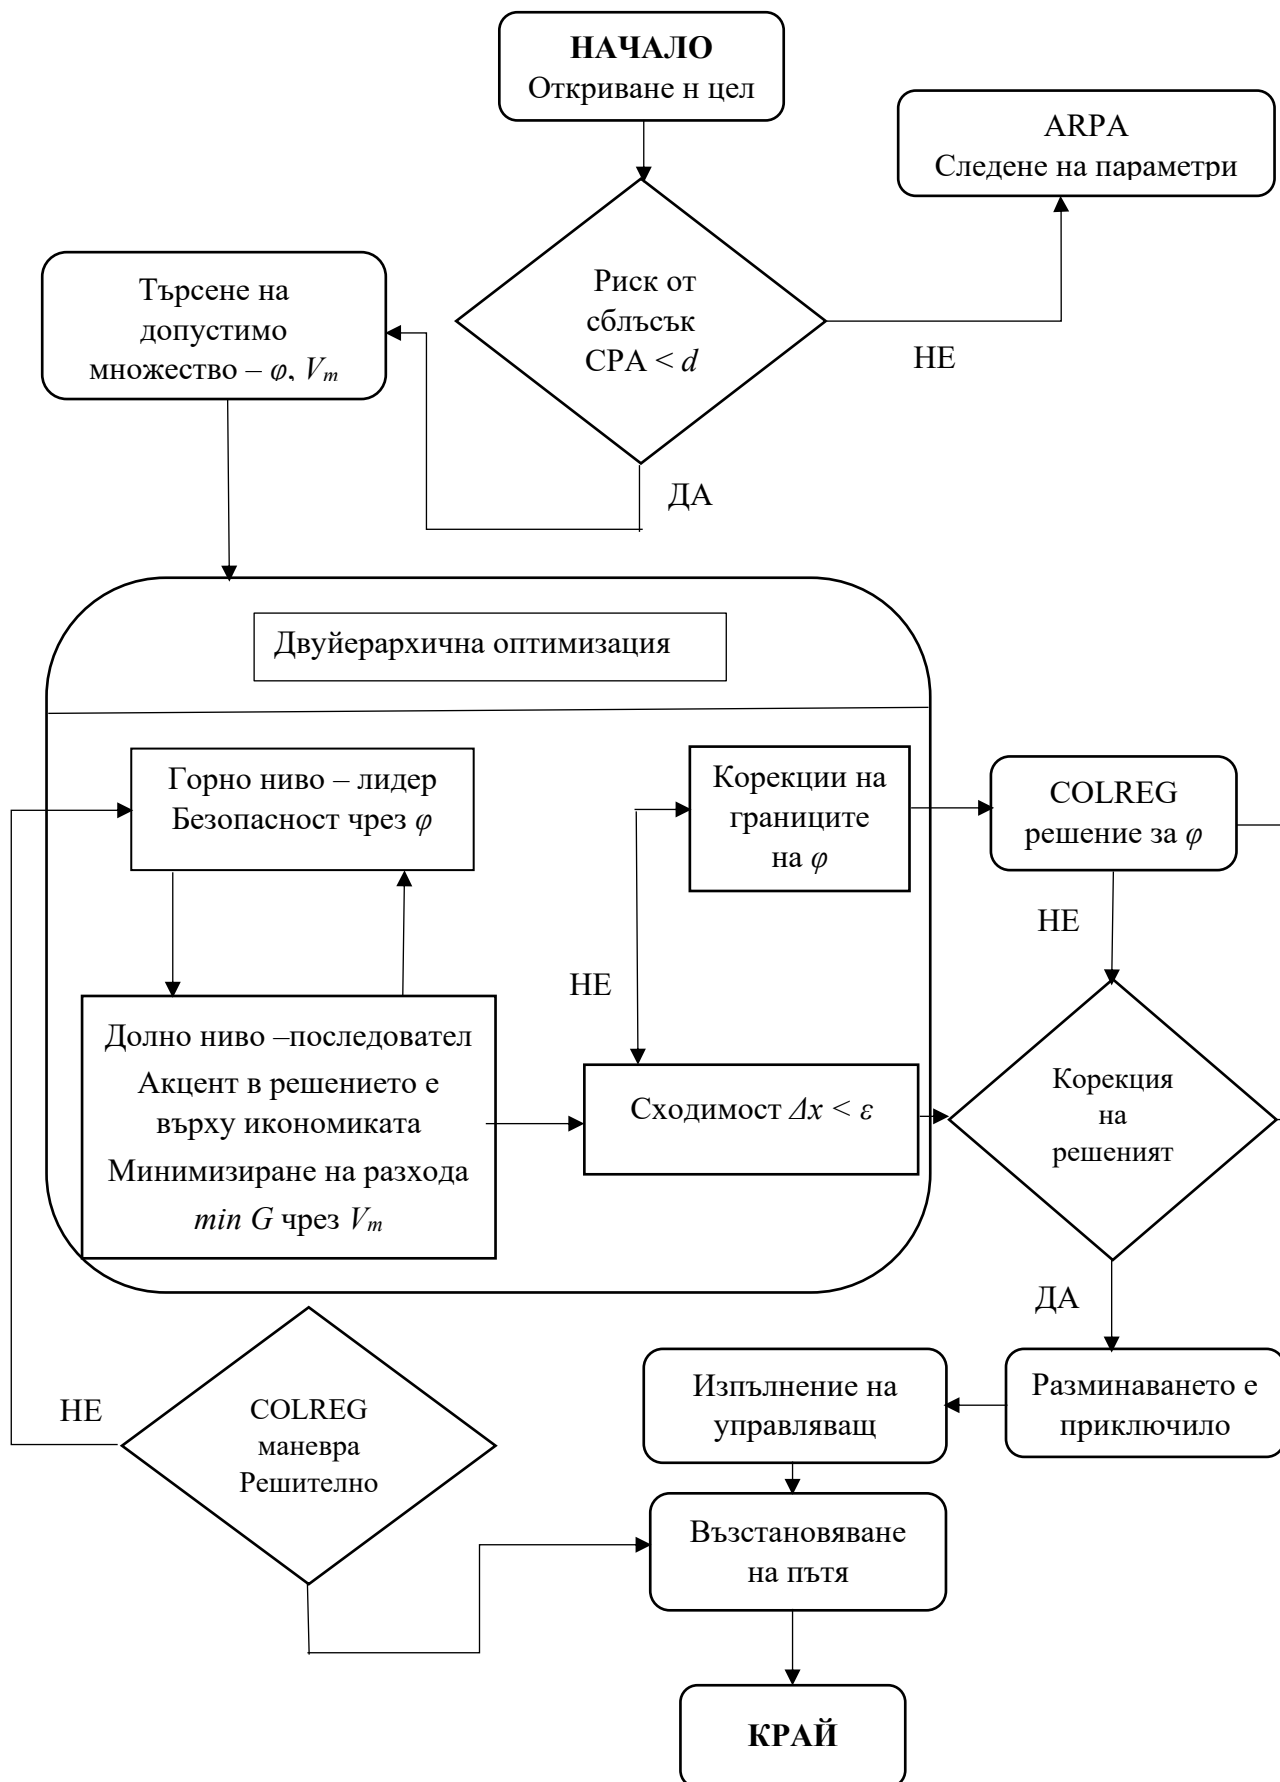 НАЧАЛО
Откриване н цел
ARPA
Следене на параметри
Риск от
сблъсък
CPA < d
НЕ
ДА
Търсене на
допустимо
множество – φ, Vm
Двуйерархична оптимизация
Горно ниво – лидер
Безопасност чрез φ
Корекции на
границите
на φ
COLREG
решение за φ
НЕ
НЕ
Долно ниво –последовател
Акцент в решението е
върху икономиката
Минимизиране на разхода
min G чрез Vm
Сходимост Δx < ε
Корекция
на
решеният
ДА
НЕ
COLREG
маневра
Решително
Изпълнение на
управляващ
Разминаването е
приключило
Възстановяване
на пътя
КРАЙ